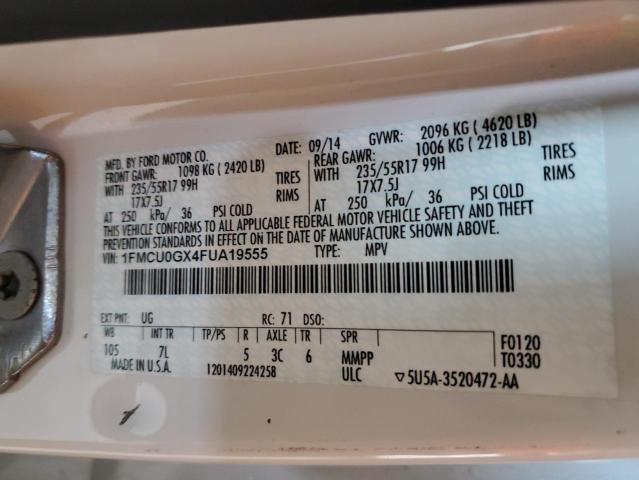 MFD. BY FORD MOTOR CO. DATE: 09/14 GVWR: 2096 KG ( 4620 LB)
FRONT GAWR: 1098 KG ( 2420 LB) REAR GAWR: 1006 KG ( 2218 LB)
WITH 235/55R17 99H TIRES WITH 235/55R17 99H TIRES
17X7.5J RIMS 17X7.5J RIMS
AT 250 kPa/ 36 PSI COLD AT 250 kPa/ 36 PSI COLD
THIS VEHICLE CONFORMS TO ALL APPLICABLE FEDERAL MOTOR VEHICLE SAFETY AND THEFT
PREVENTION STANDARDS IN EFFECT ON THE DATE OF MANUFACTURE SHOWN ABOVE.
VIN: 1FMCU0GX4FUA19555 TYPE: MPV
EXT PNT: UG RC: 71 DSO:
WB INT TR TP/PS R AXLE TR SPR F0120
105 7L 5 3C 6 MMPP T0330
MADE IN U.S.A. 1201409224258 ULC ▽5U5A-3520472-AA